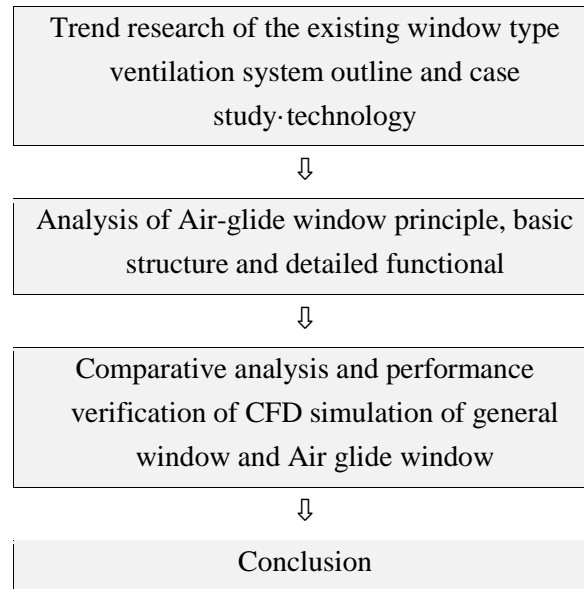 Trend research of the existing window type
ventilation system outline and case
study·technology
⇩
Analysis of Air-glide window principle, basic
structure and detailed functional
⇩
Comparative analysis and performance
verification of CFD simulation of general
window and Air glide window
⇩
Conclusion